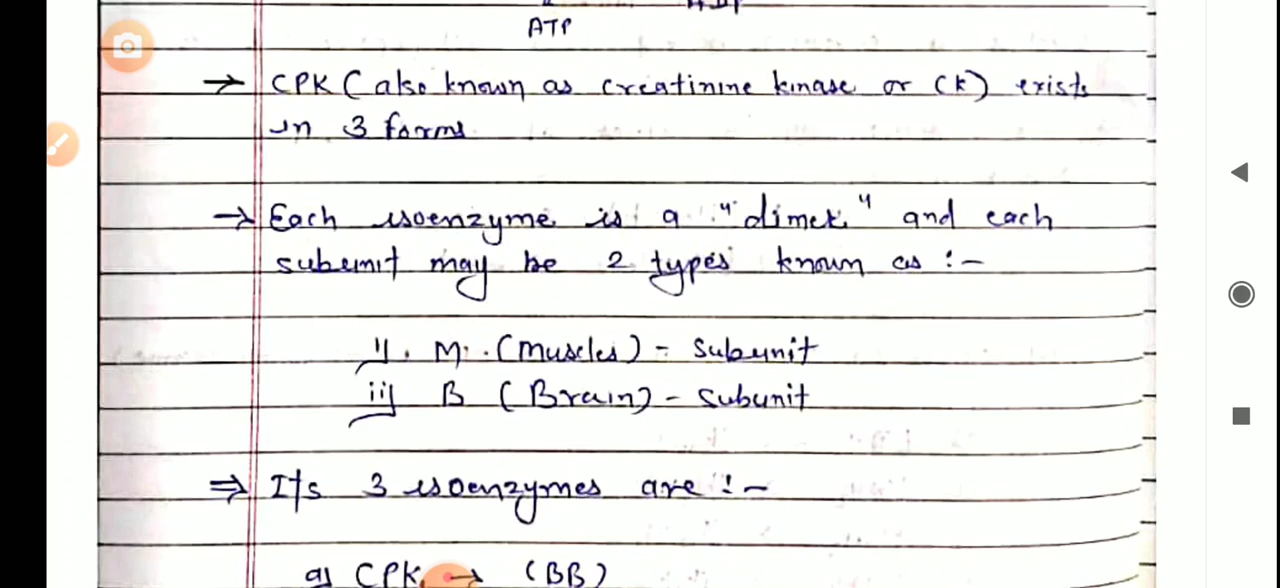 ATP
→ CPK (also known as creatinine kinase or CK) exists
in 3 forms
→ Each isoenzyme is a "dimer" and each
subunit may be 2 types known as :-
i). M. (Muscles) - Subunit
ii) B (Brain) - Subunit
⇒ Its 3 isoenzymes are :-
a) CPK → (BB)